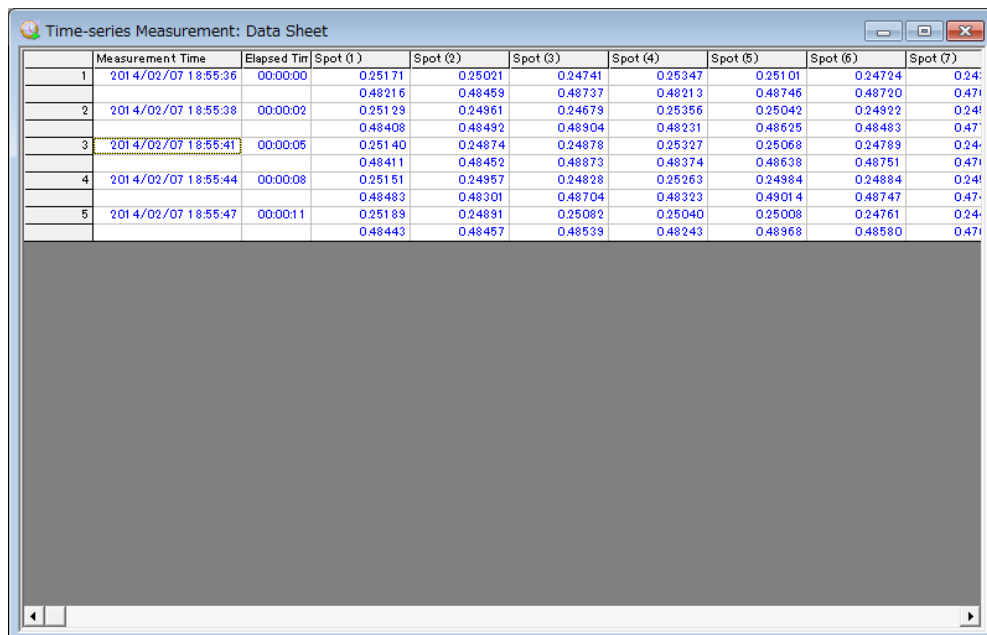 Time-series Measurement: Data Sheet
Measurement Time Elapsed Tim Spot (1) Spot (2) Spot (3) Spot (4) Spot (5) Spot (6) Spot (7)
1 2014/02/07 18:55:36 00:00:00 0.25171 0.25021 0.24741 0.25347 0.25101 0.24724
0.48216 0.48459 0.48737 0.48213 0.48746 0.48720
2 2014/02/07 18:55:38 00:00:02 0.25129 0.24961 0.24679 0.25356 0.25042 0.24922
0.48408 0.48492 0.48904 0.48231 0.48625 0.48483
3 2014/02/07 18:55:41 00:00:05 0.25140 0.24874 0.24878 0.25327 0.25068 0.24789
0.48411 0.48452 0.48873 0.48374 0.48638 0.48751
4 2014/02/07 18:55:44 00:00:08 0.25151 0.24957 0.24828 0.25263 0.24984 0.24884
0.48483 0.48301 0.48704 0.48323 0.49014 0.48747
5 2014/02/07 18:55:47 00:00:11 0.25189 0.24891 0.25082 0.25040 0.25008 0.24761
0.48443 0.48457 0.48539 0.48243 0.48968 0.48580